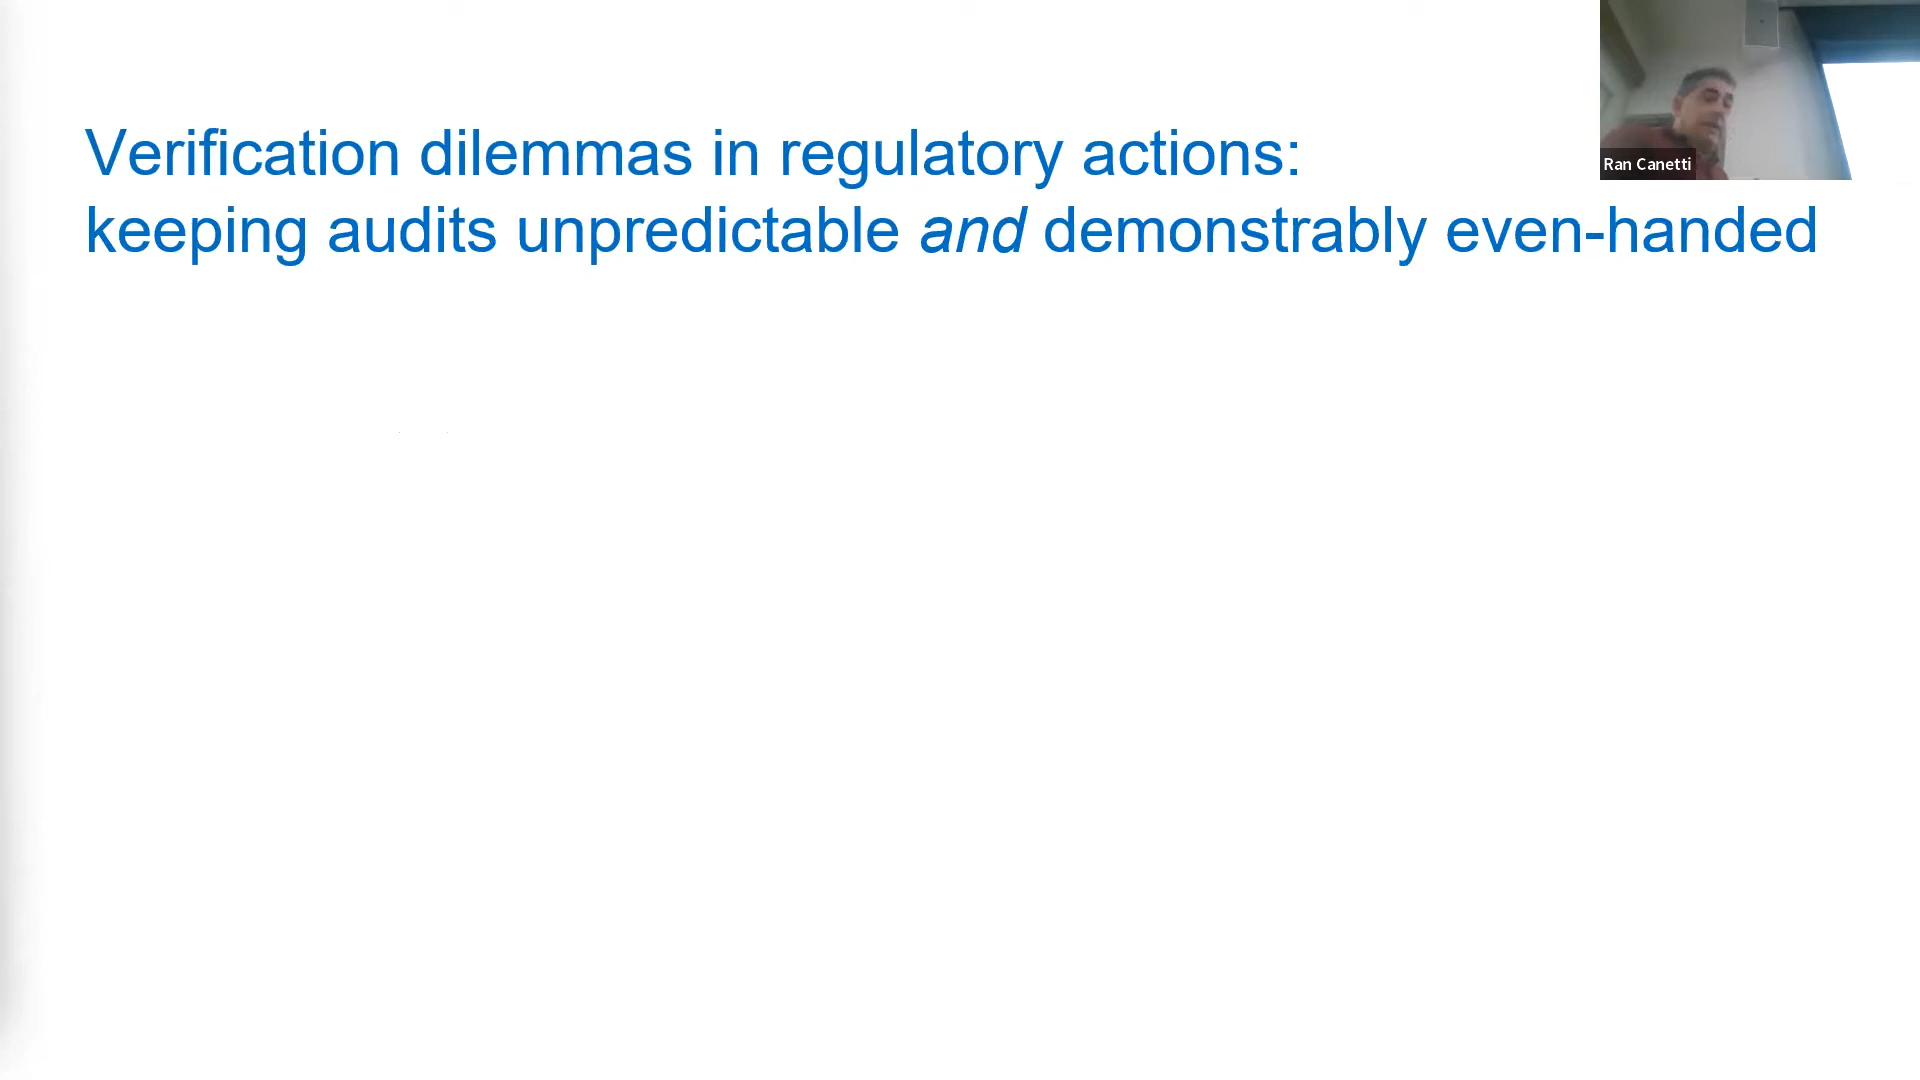 Verification dilemmas in regulatory actions:
keeping audits unpredictable and demonstrably even-handed
Ran Canetti